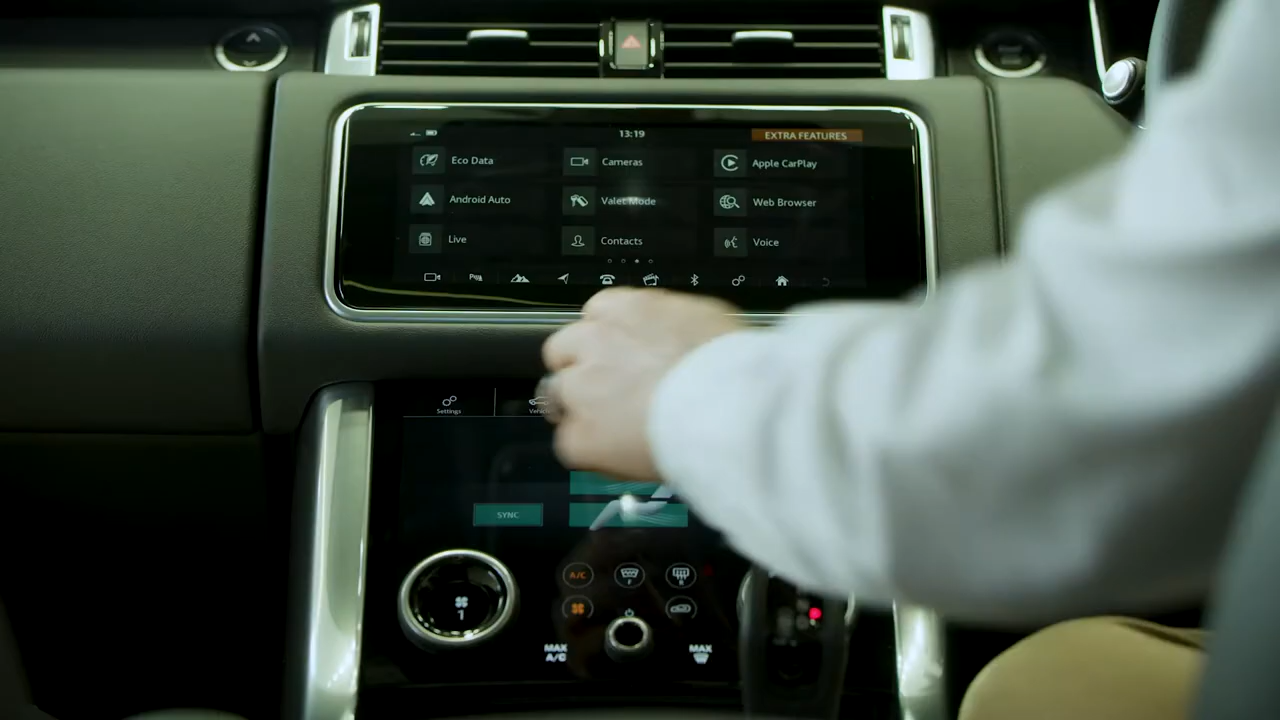 13:19
EXTRA FEATURES
Eco Data
Cameras
Apple CarPlay
Android Auto
Valet Mode
Web Browser
Live
Contacts
Voice
Settings
SYNC
A/C
F
R
1
MAX
A/C
MAX